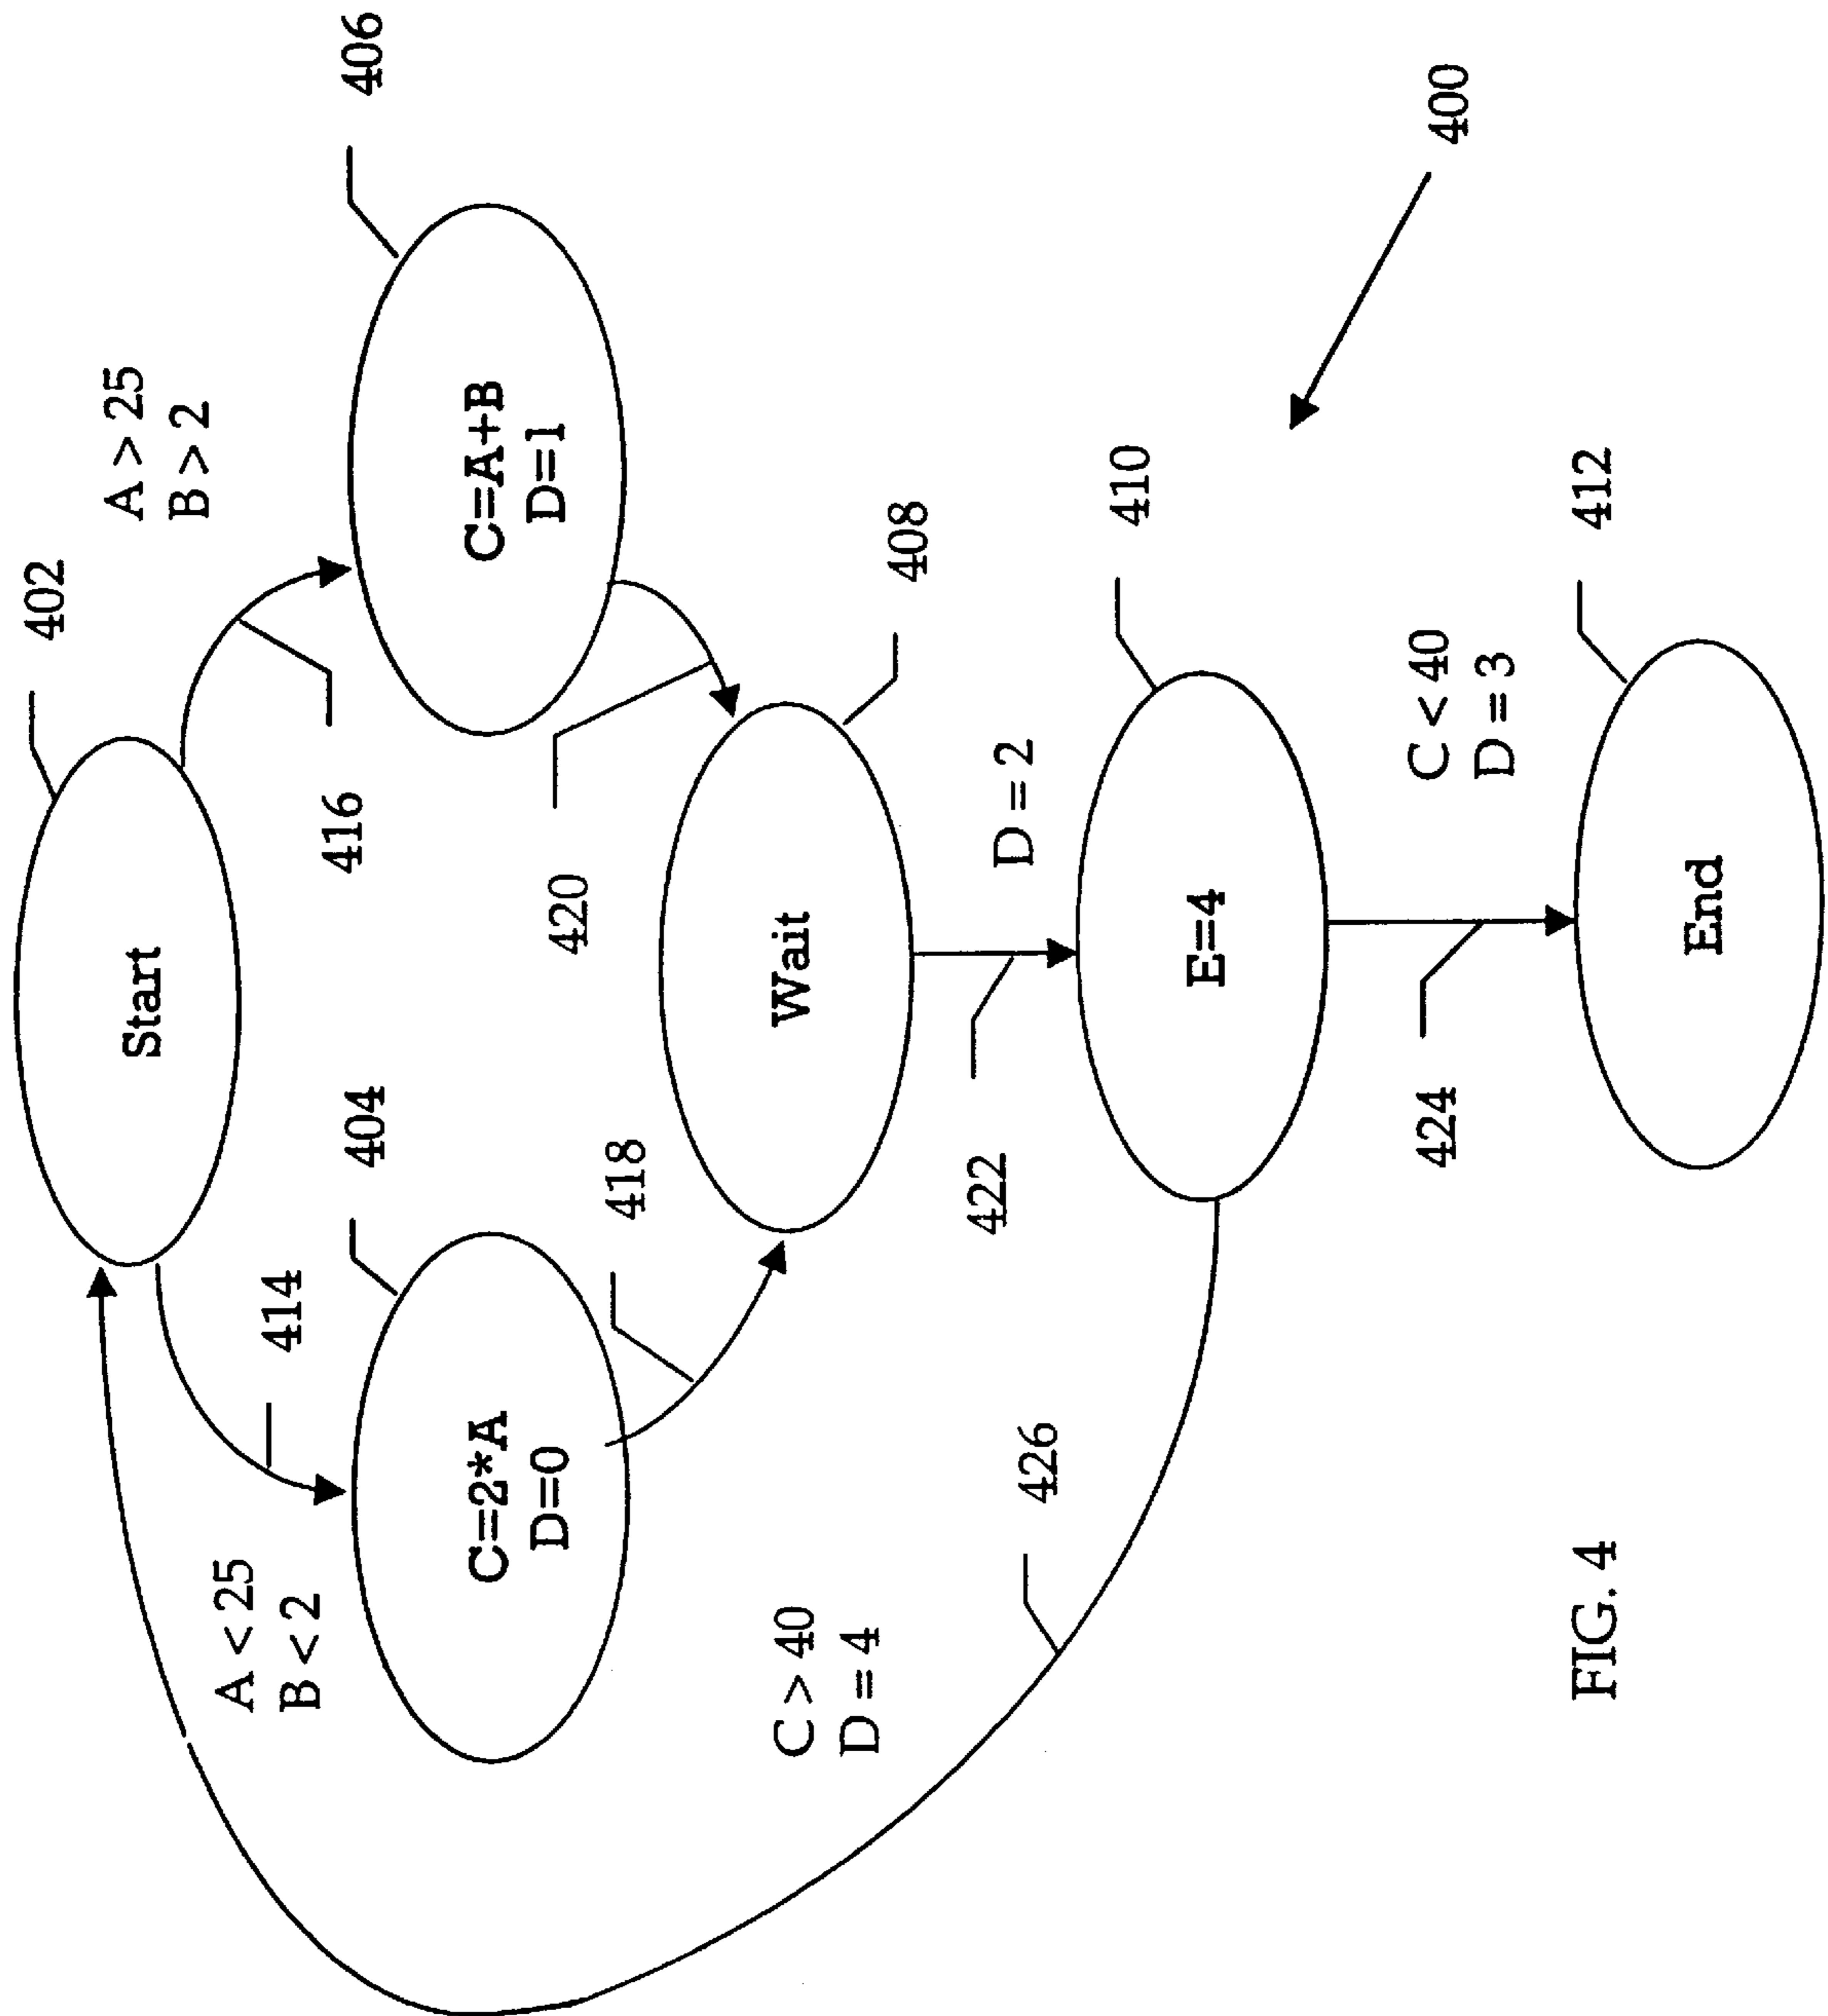 402
Start
A > 25
B > 2
416
414
A < 25
B < 2
404
C=2*A
D=0
406
C=A+B
D=1
420
418
Wait
408
422
D = 2
C > 40
D = 4
426
410
E=4
424
C < 40
D = 3
412
End
400
FIG. 4